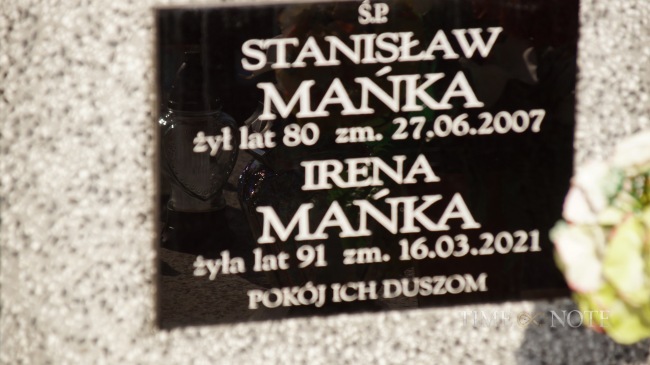 Ś.P.
STANISŁAW
MAŃKA
żył lat 80 zm. 27.06.2007
IRENA
MAŃKA
żyła lat 91 zm. 16.03.2021
POKÓJ ICH DUSZOM
TIME NOTE